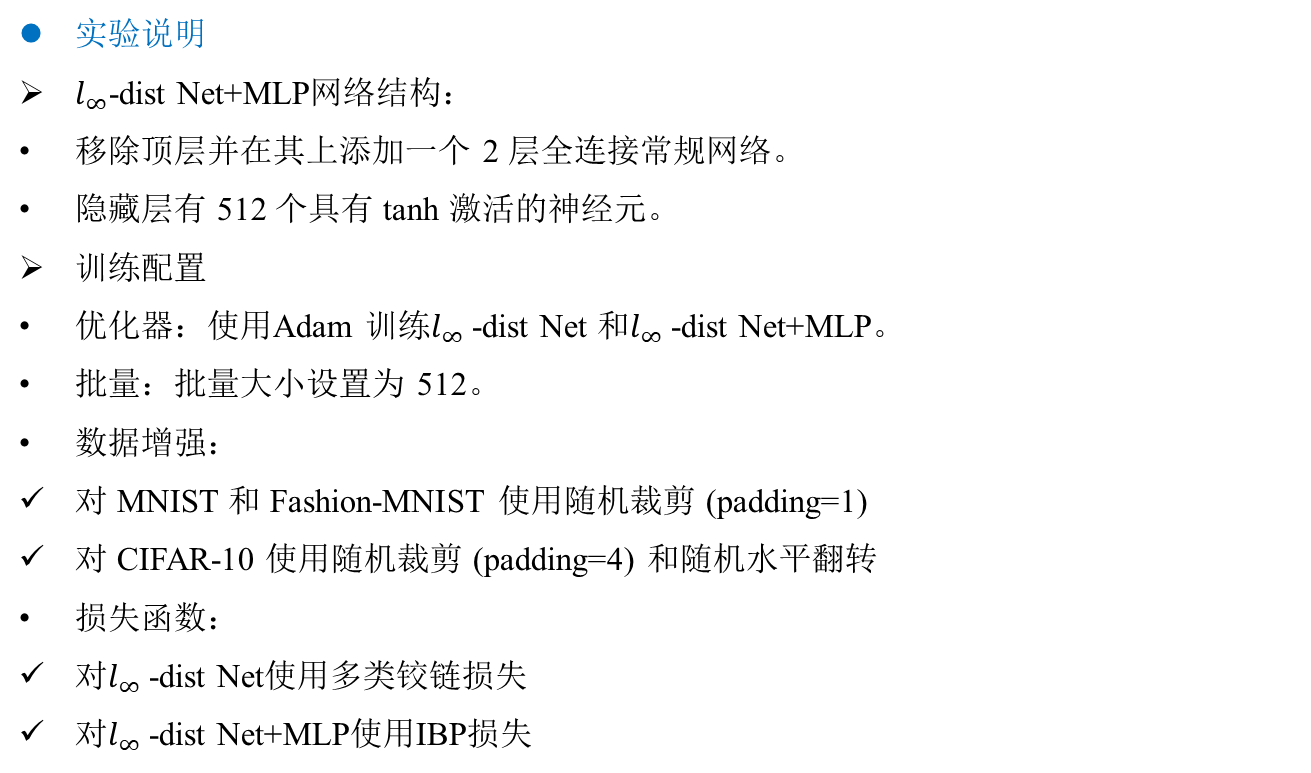 ● 实验说明
➢ l∞-dist Net+MLP网络结构：
• 移除顶层并在其上添加一个 2 层全连接常规网络。
• 隐藏层有 512 个具有 tanh 激活的神经元。
➢ 训练配置
• 优化器：使用Adam 训练l∞ -dist Net 和l∞ -dist Net+MLP。
• 批量：批量大小设置为 512。
• 数据增强：
✓ 对 MNIST 和 Fashion-MNIST 使用随机裁剪 (padding=1)
✓ 对 CIFAR-10 使用随机裁剪 (padding=4) 和随机水平翻转
• 损失函数：
✓ 对l∞ -dist Net使用多类铰链损失
✓ 对l∞ -dist Net+MLP使用IBP损失